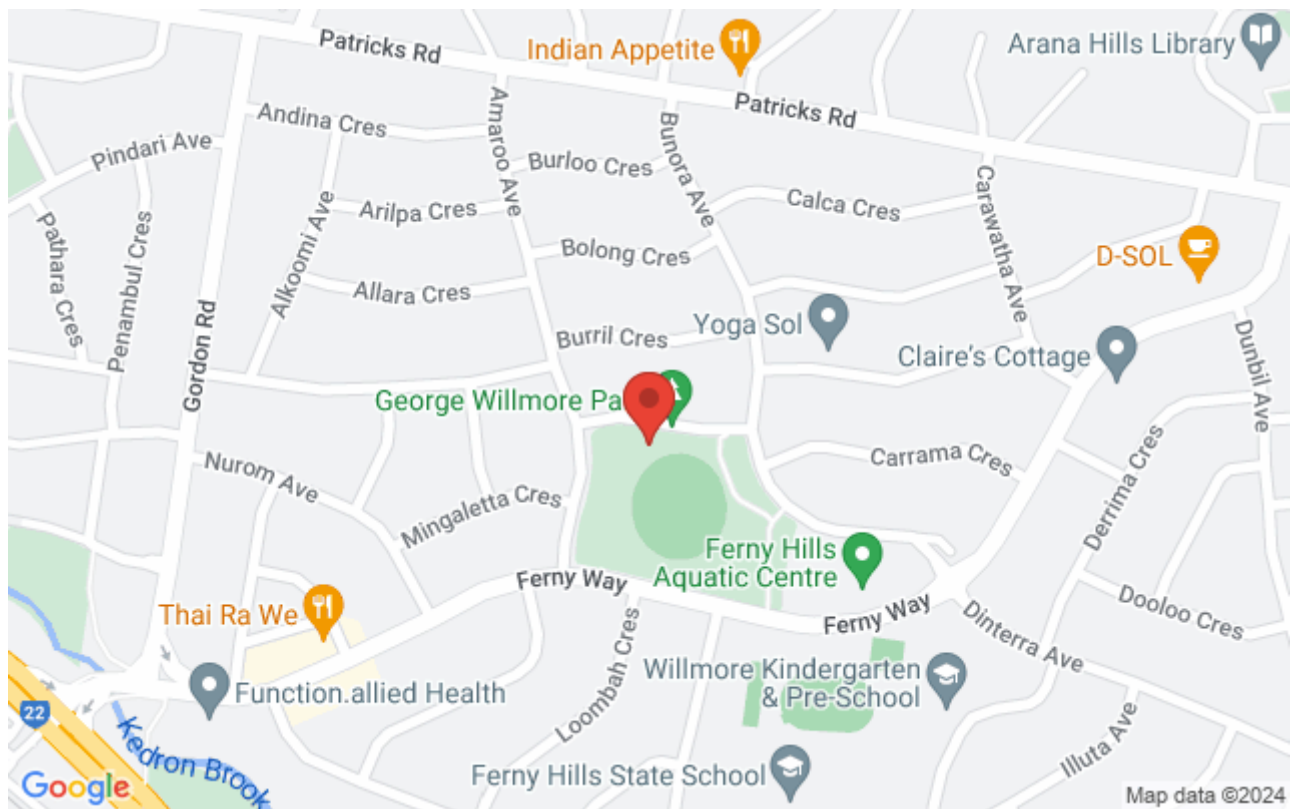 Patricks Rd
Indian Appetite
Arana Hills Library
Patricks Rd
Andina Cres
Amaroo Ave
Bunora Ave
Pindari Ave
Burloo Cres
Carawatha Ave
Calca Cres
Arilpa Cres
Pathara Cres
Penambul Cres
Alkoomi Ave
Bolong Cres
D-SOL
Allara Cres
Gordon Rd
Yoga Sol
Burril Cres
Claire's Cottage
Dunbil Ave
George Willmore Pa
Nurom Ave
Carrama Cres
Derrima Cres
Mingaletta Cres
Ferny Hills
Aquatic Centre
Ferny Way
Thai Ra We
Ferny Way
Dooloo Cres
Dinterra Ave
Loombah Cres
Willmore Kindergarten
& Pre-School
Function.allied Health
22
Kedron Brook
Illuta Ave
Ferny Hills State School
Google
Map data ©2024